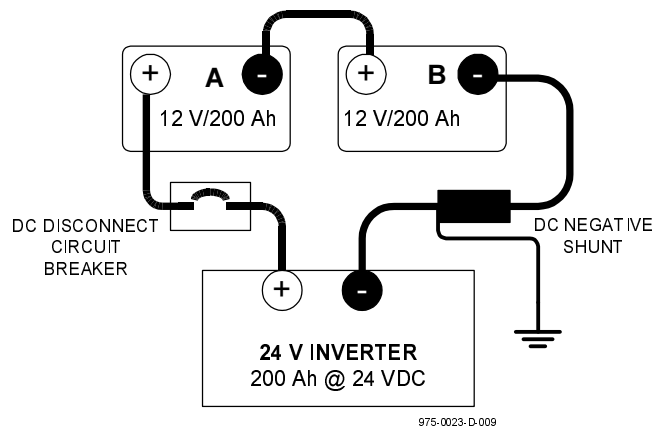 + A - + B -
12 V/200 Ah 12 V/200 Ah
DC DISCONNECT
CIRCUIT
BREAKER
DC NEGATIVE
SHUNT
+ -
24 V INVERTER
200 Ah @ 24 VDC
975-0023-D-009